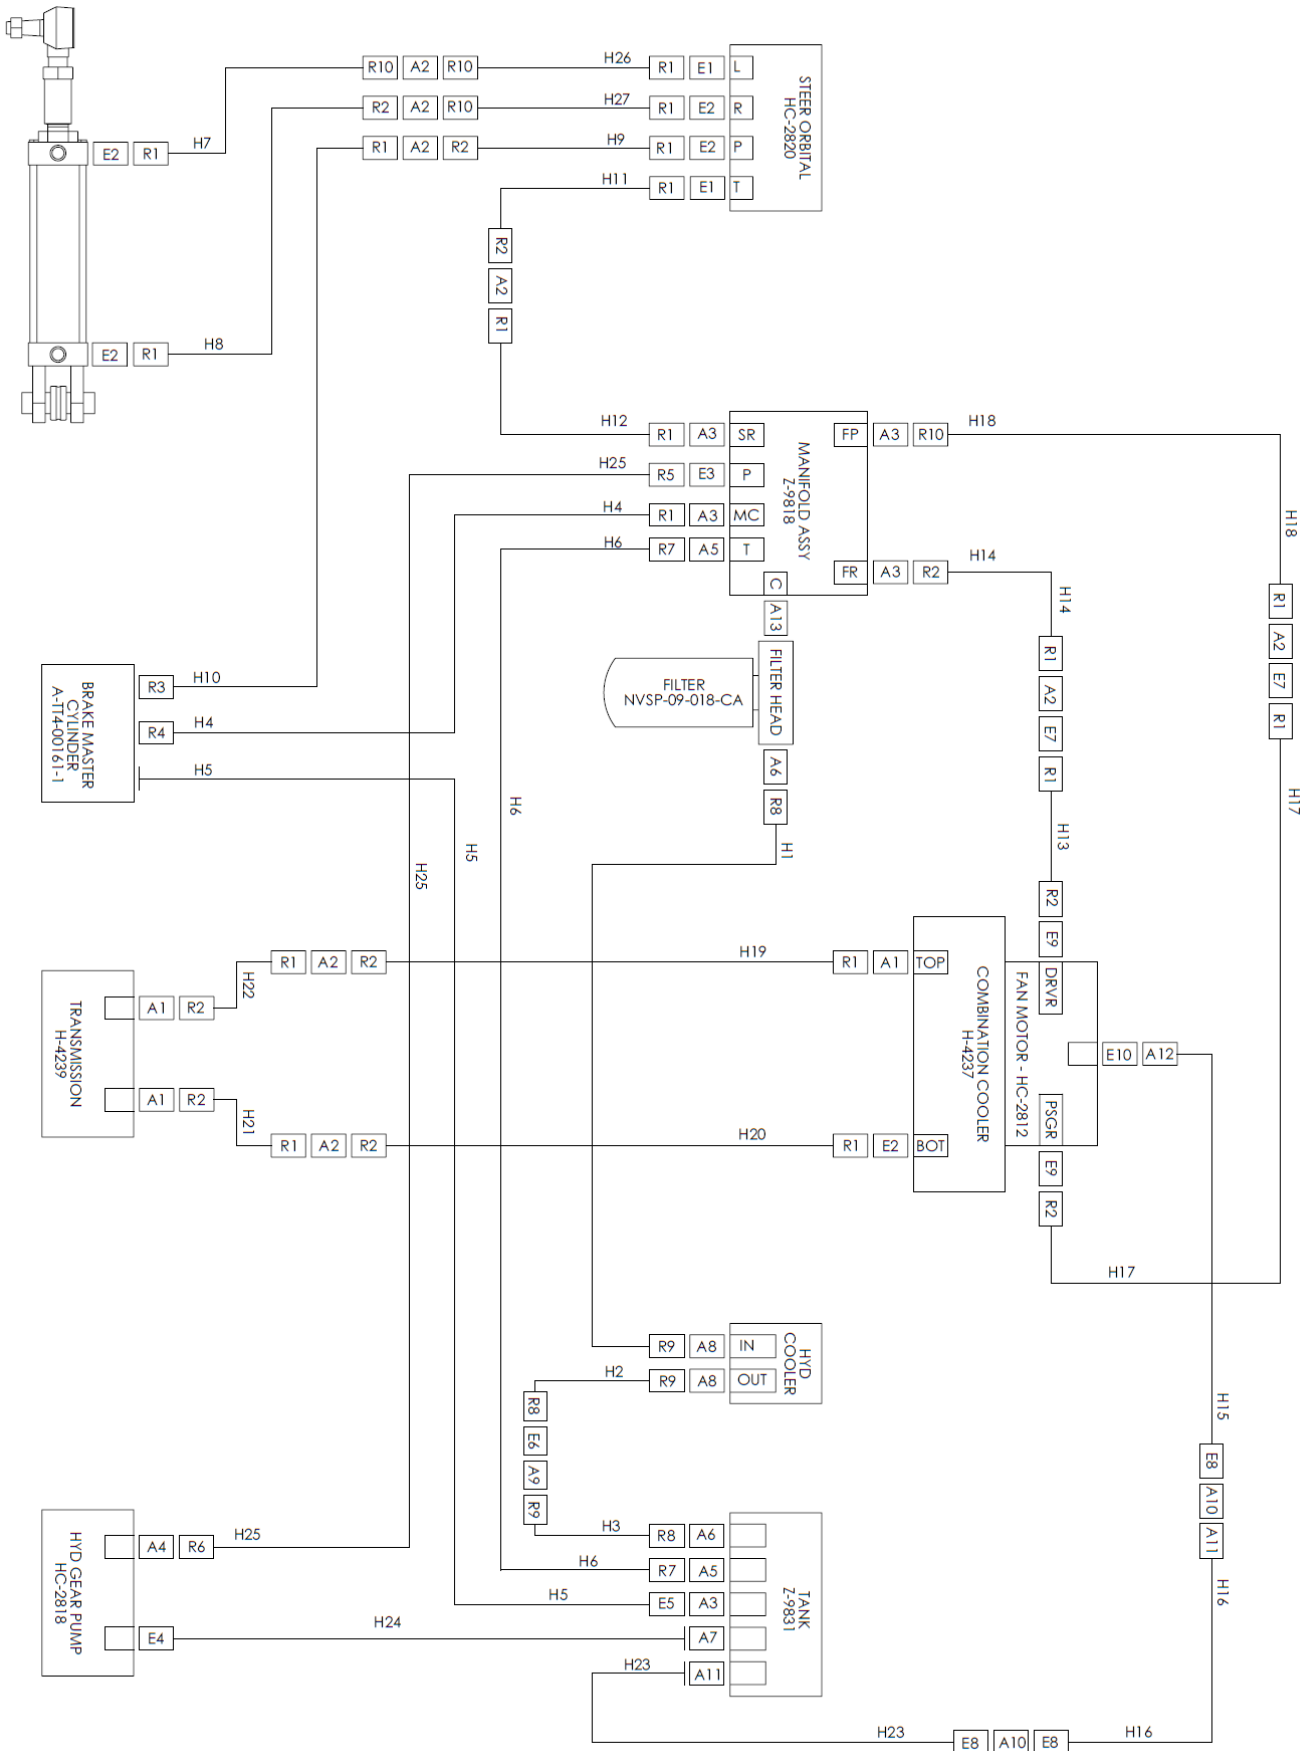 R10 A2 R10 H26 R1 E1 L
R2 A2 R10 H27 R1 E2 R
R1 A2 R2 H9 R1 E2 P
H11 R1 E1 T
STEER ORBITAL
HC-2820
E2 R1 H7
R2
A2
R1
E2 R1 H8
H12 R1 A3 SR
H25 R5 E3 P
H4 R1 A3 MC
H6 R7 A5 T
MANIFOLD ASSY
Z-9818
FP A3 R10 H18
FR A3 R2 H14
C
A13
H18
H14
R1
A2
E7
R1
R1
A2
E7
R1
FILTER
NVSP-09-018-CA
FILTER HEAD
A6
R8
H1
BRAKE MASTER
CYLINDER
A-TT4-00161-1
R3 H10
R4 H4
H5
H6
H5
H25
H17
H13
R2
E9
DRVR
R1 A2 R2 H19 R1 A1 TOP
H22
A1 R2
TRANSMISSION
H-4239
A1 R2
H21
R1 A2 R2 H20 R1 E2 BOT
COMBINATION COOLER
H-4237
FAN MOTOR - HC-2812
E10 A12
PSGR
E9
R2
H17
R9 A8 IN
H2 R9 A8 OUT
HYD
COOLER
R8
E6
A9
R9
H15
E8
A10
A11
H16
A4 R6 H25
HYD GEAR PUMP
HC-2818
E4 H24
H3 R8 A6
H6 R7 A5
H5 E5 A3
A7
H23 A11
TANK
Z-9831
H23 E8 A10 E8 H16